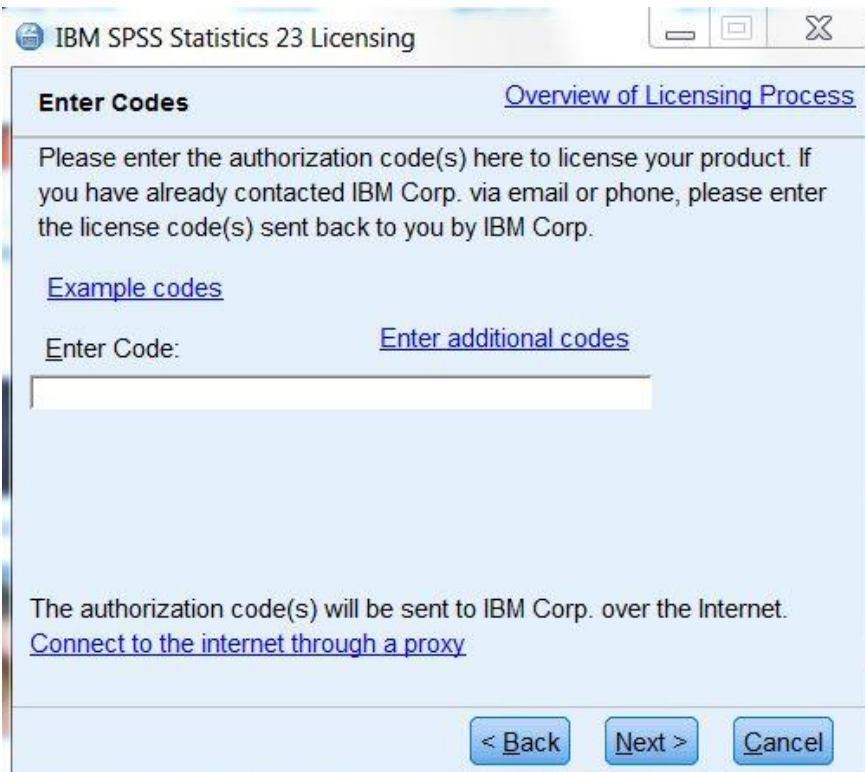 IBM SPSS Statistics 23 Licensing
Enter Codes
Overview of Licensing Process
Please enter the authorization code(s) here to license your product. If
you have already contacted IBM Corp. via email or phone, please enter
the license code(s) sent back to you by IBM Corp.
Example codes
Enter Code:
Enter additional codes
The authorization code(s) will be sent to IBM Corp. over the Internet.
Connect to the internet through a proxy
< Back
Next >
Cancel